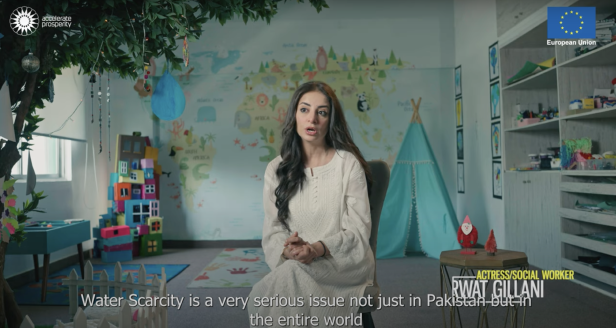 accelerate
prosperity
European Union
ACTRESS/SOCIAL WORKER
RWAT GILLANI
Water Scarcity is a very serious issue not just in Pakistan but in
the entire world